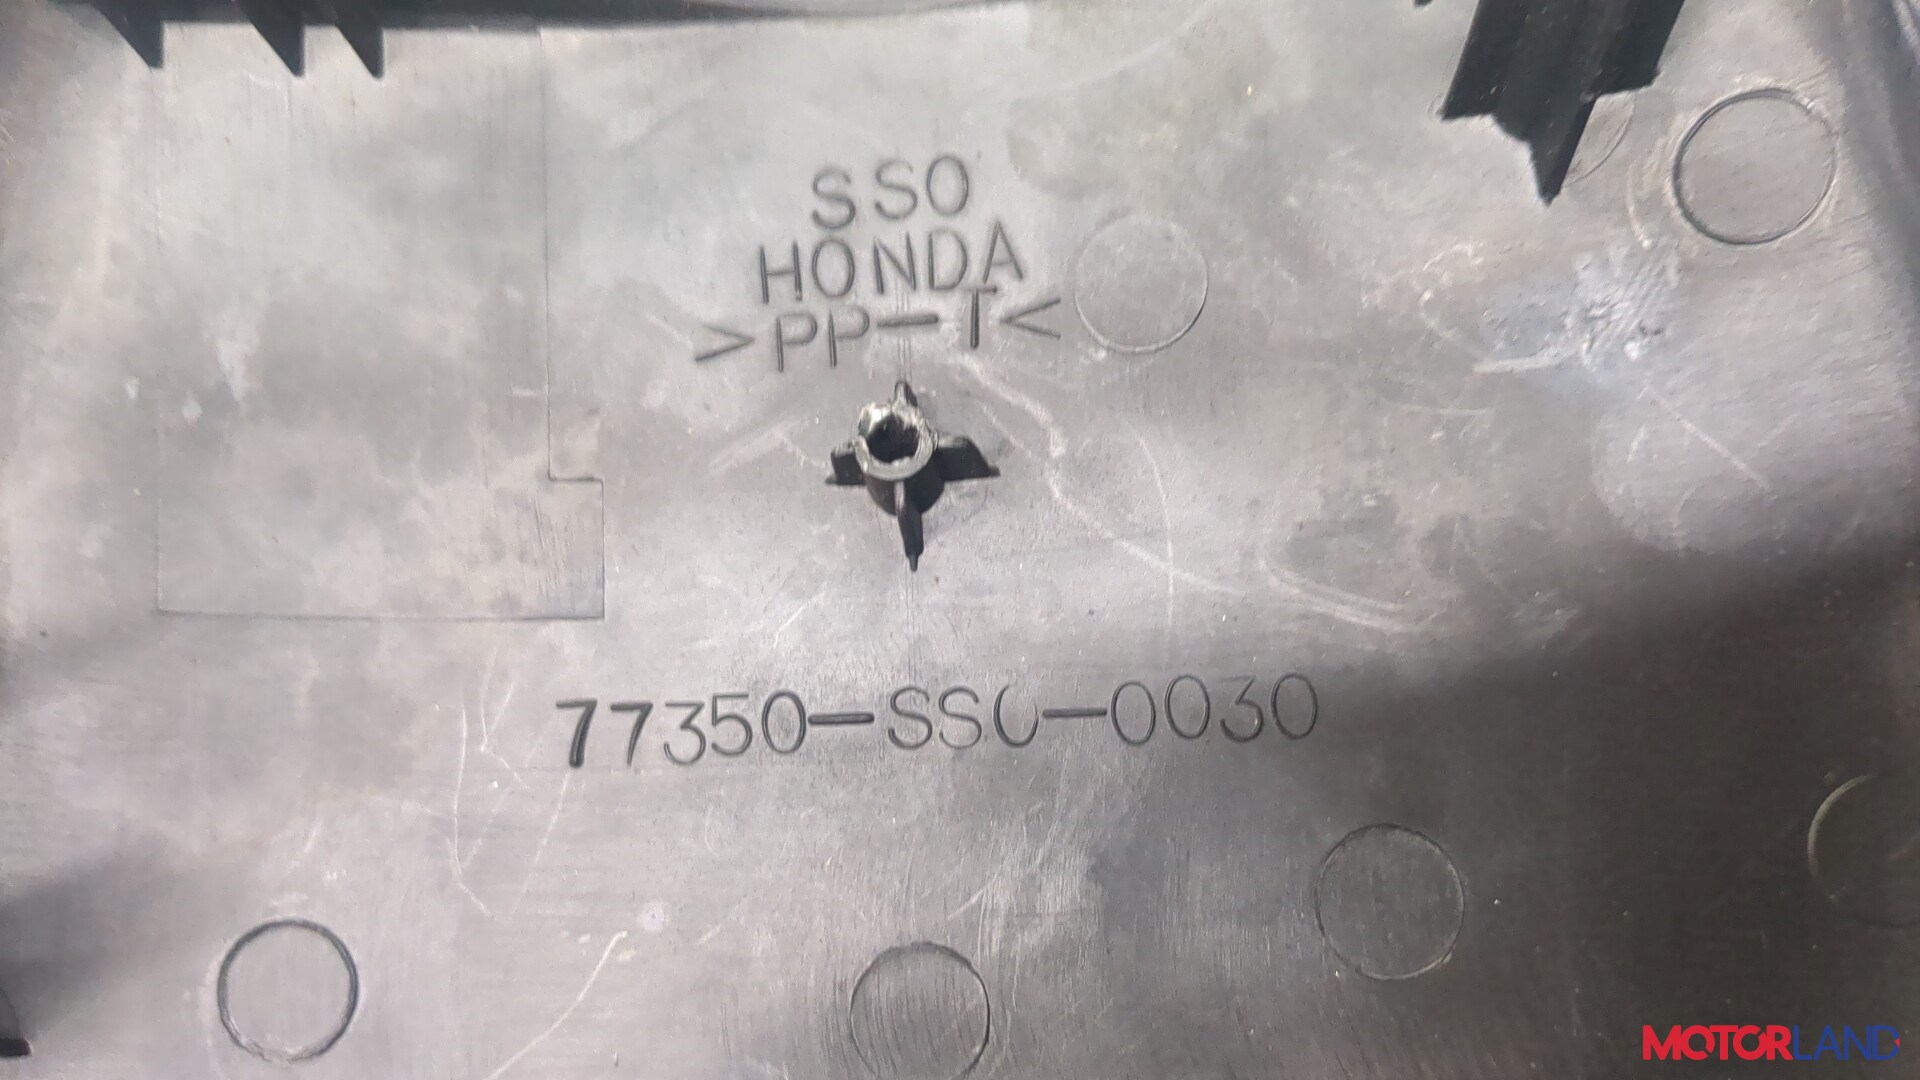 SS0
HONDA
>PP-T<
77350-SS0-0030
MOTORLAND